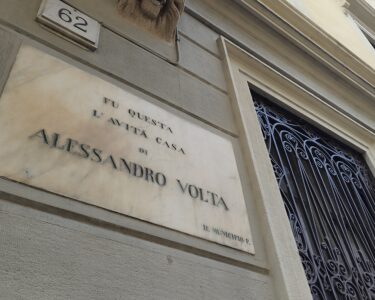 62
FU QUESTA
L'AVITA CASA
DI
ALESSANDRO VOLTA
IL MUNICIPIO P.